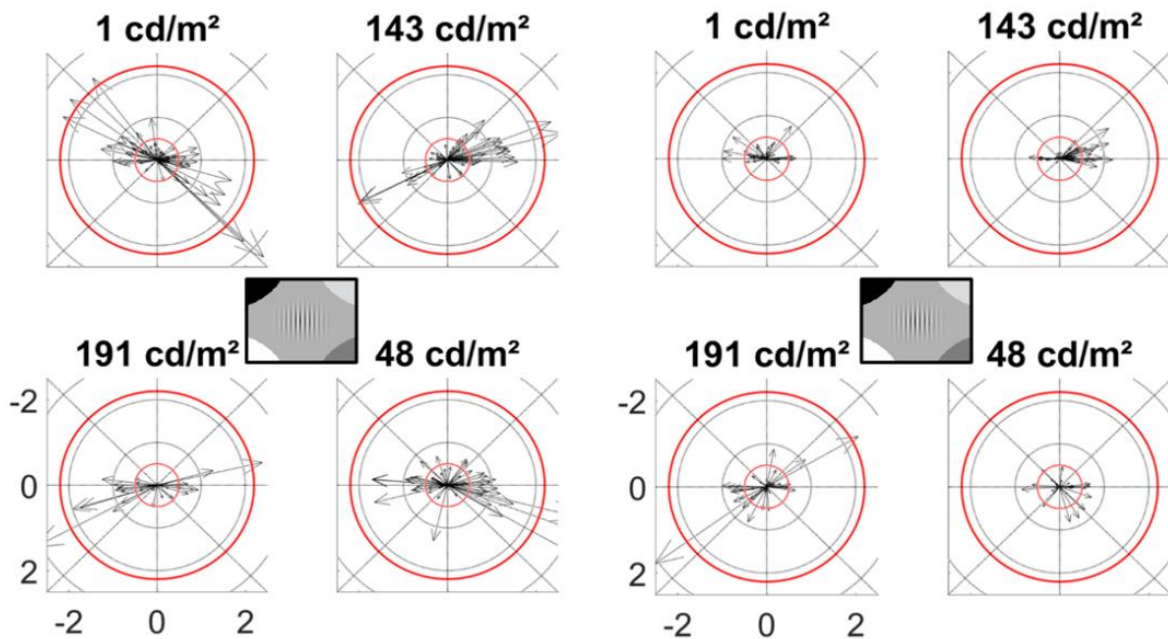 1 cd/m² 143 cd/m² 1 cd/m² 143 cd/m²
191 cd/m² 48 cd/m² 191 cd/m² 48 cd/m²
-2 -2
0 0
2 2
-2 0 2 -2 0 2